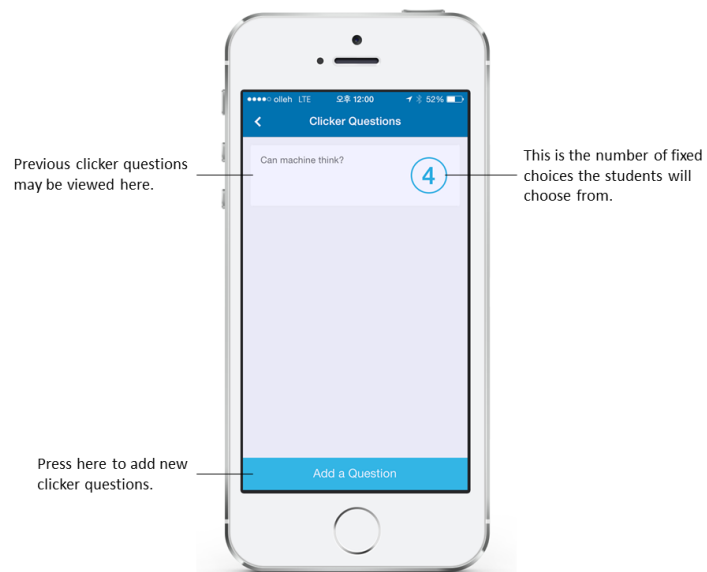 olleh LTE 오후 12:00 52%
Clicker Questions
Can machine think?
4
Previous clicker questions
may be viewed here.
This is the number of fixed
choices the students will
choose from.
Add a Question
Press here to add new
clicker questions.